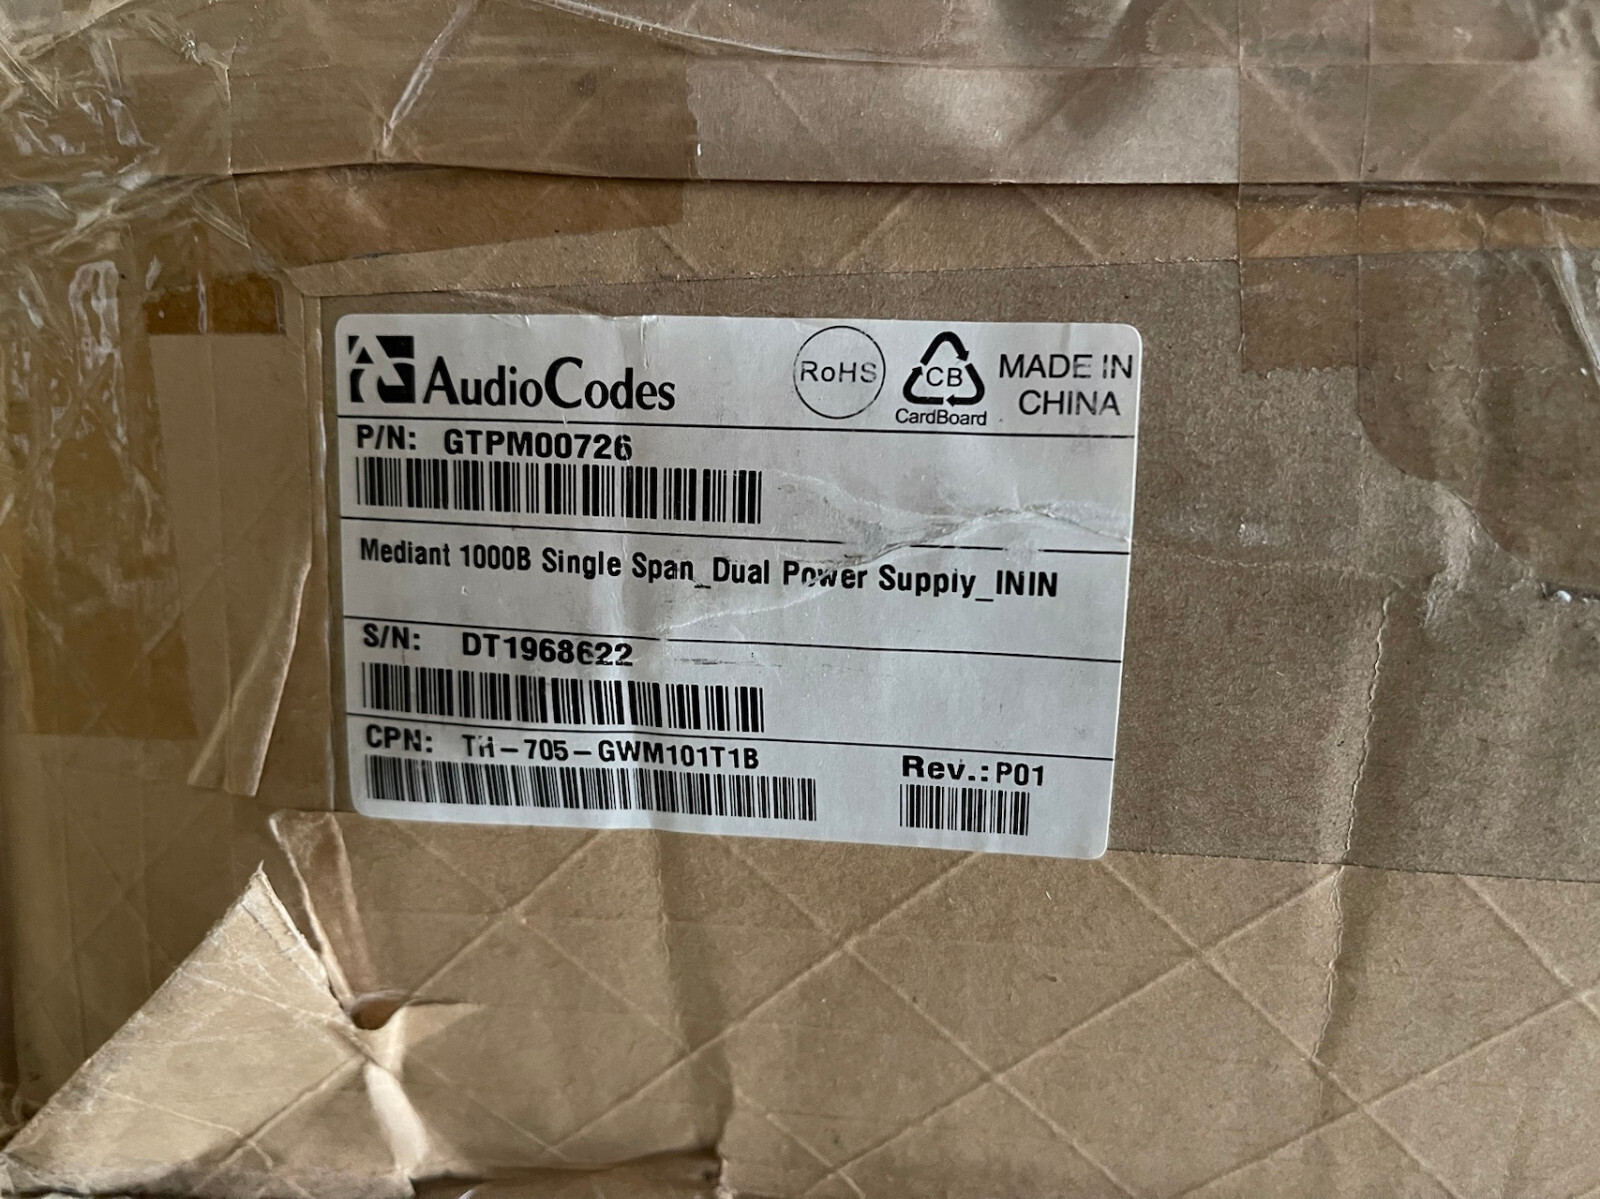 AudioCodes
RoHS
CB
CardBoard
MADE IN
CHINA
P/N: GTPM00726
Mediant 1000B Single Span_Dual Power Supply_ININ
S/N: DT1968622
CPN: TH-705-GWM101T1B
Rev.:P01